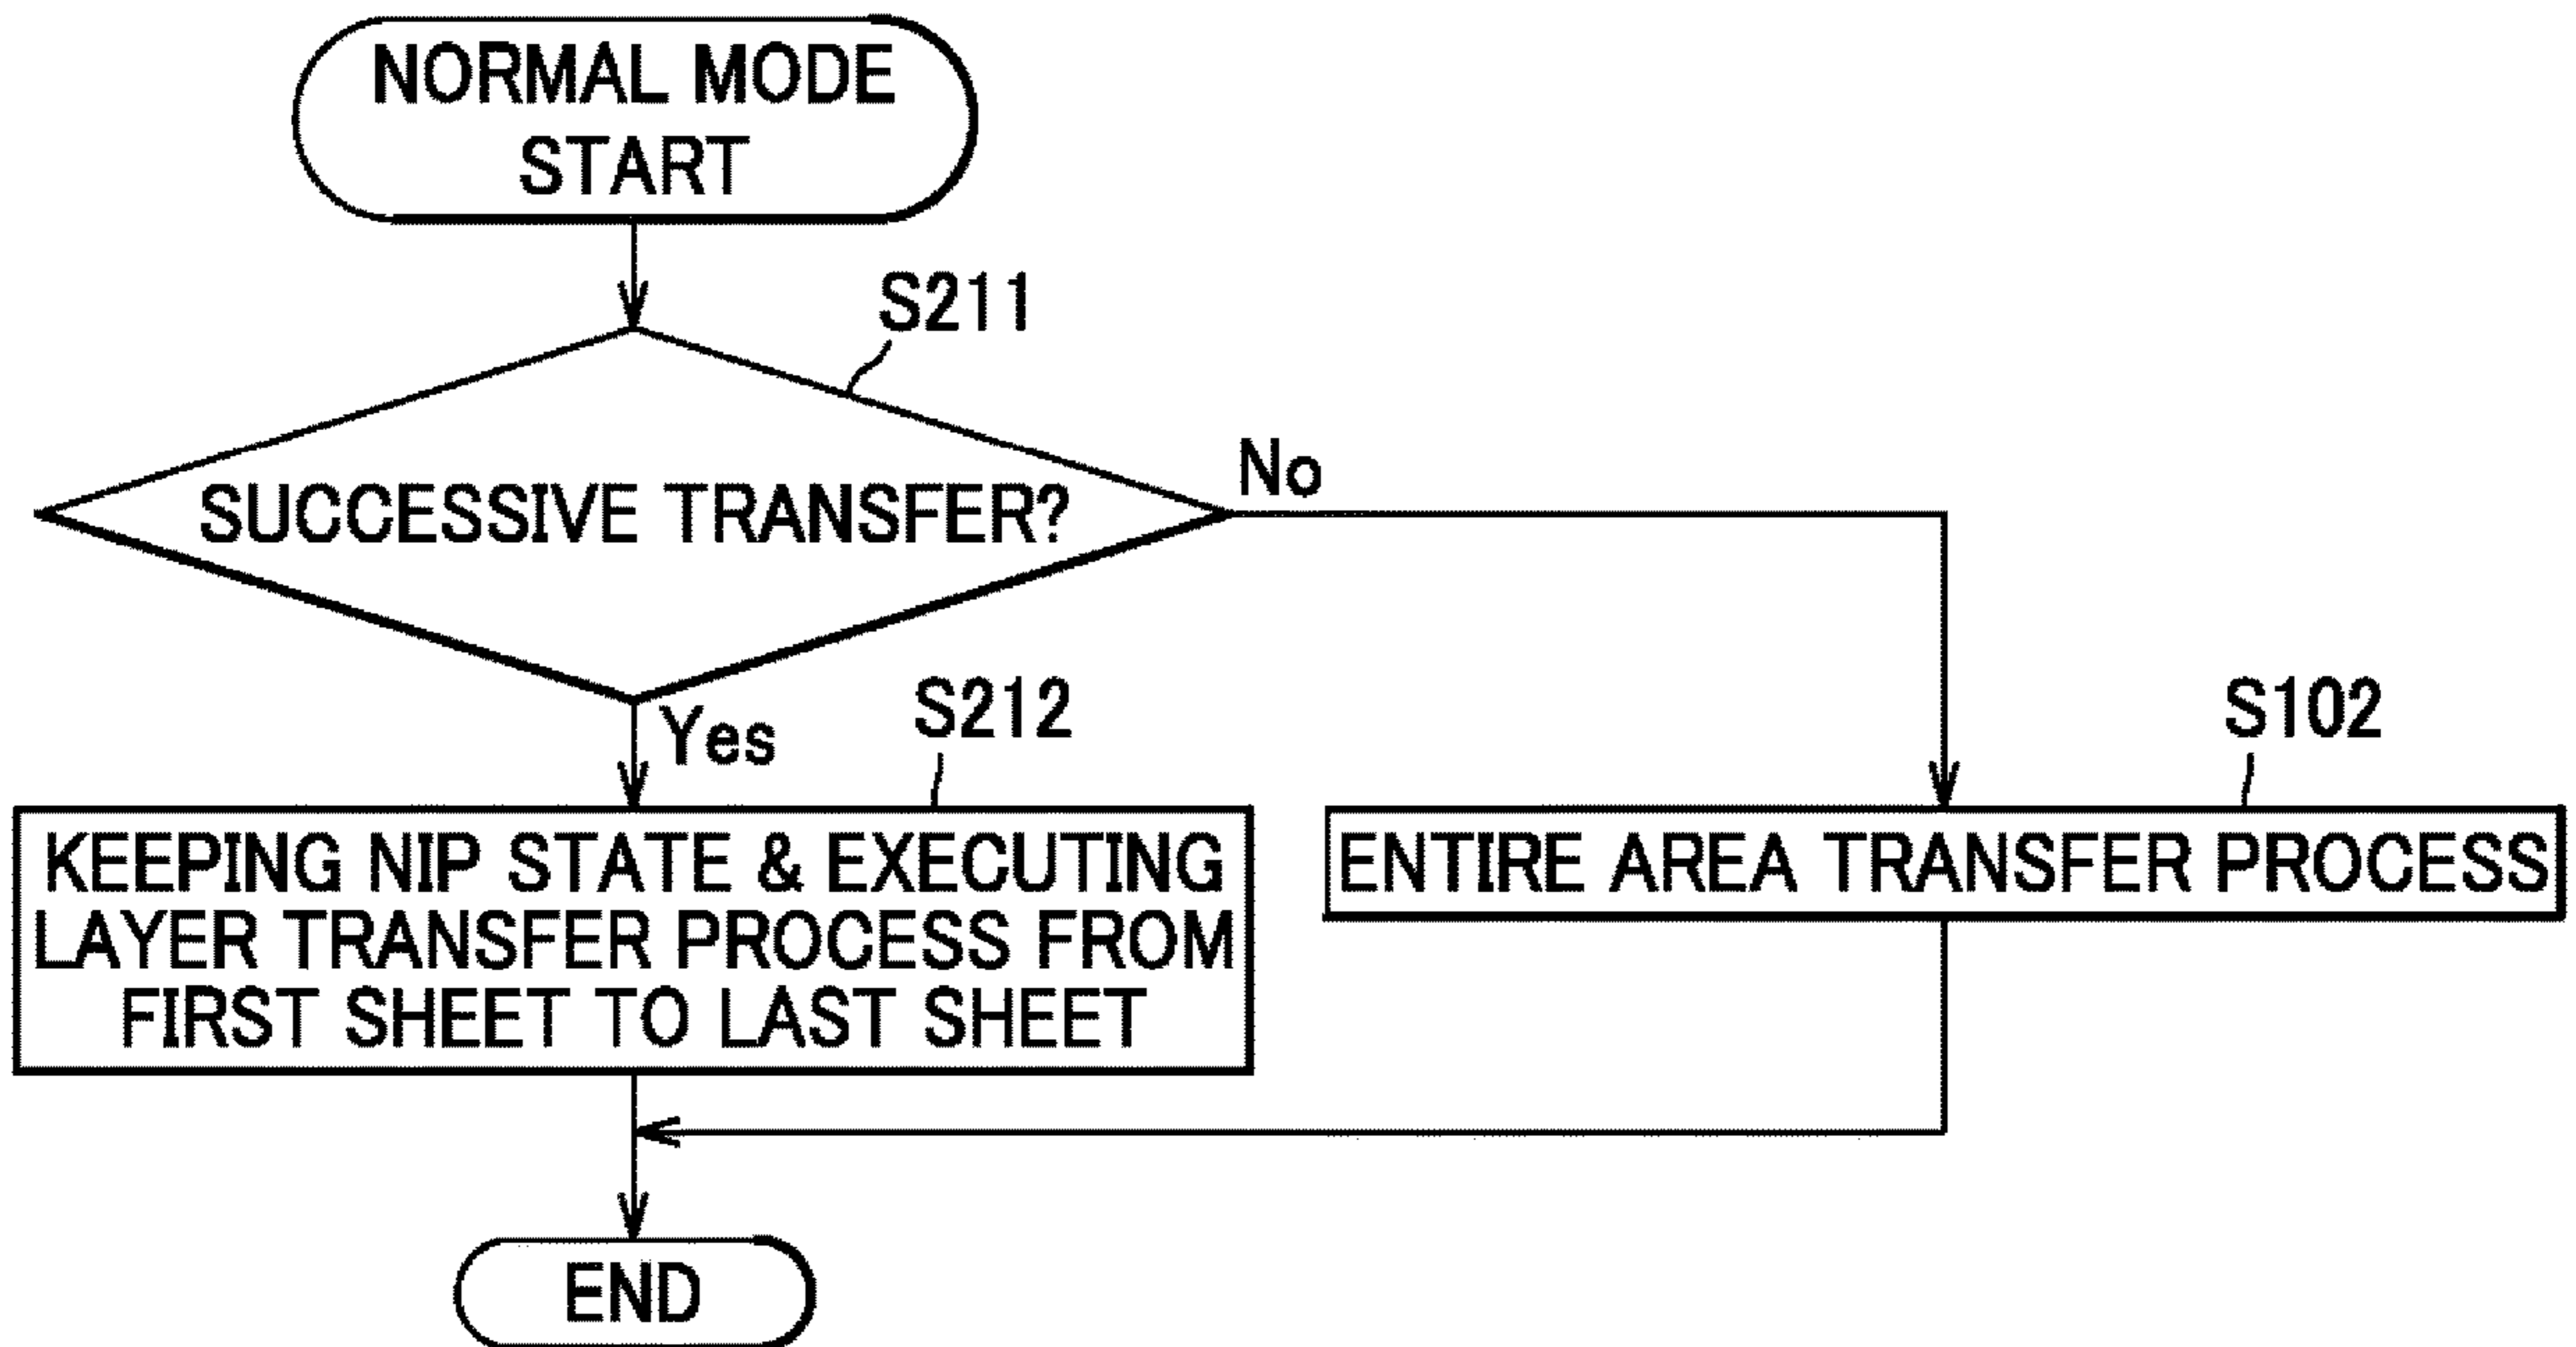 NORMAL MODE
START
S211
SUCCESSIVE TRANSFER?
No
Yes
S212
KEEPING NIP STATE & EXECUTING
LAYER TRANSFER PROCESS FROM
FIRST SHEET TO LAST SHEET
S102
ENTIRE AREA TRANSFER PROCESS
END